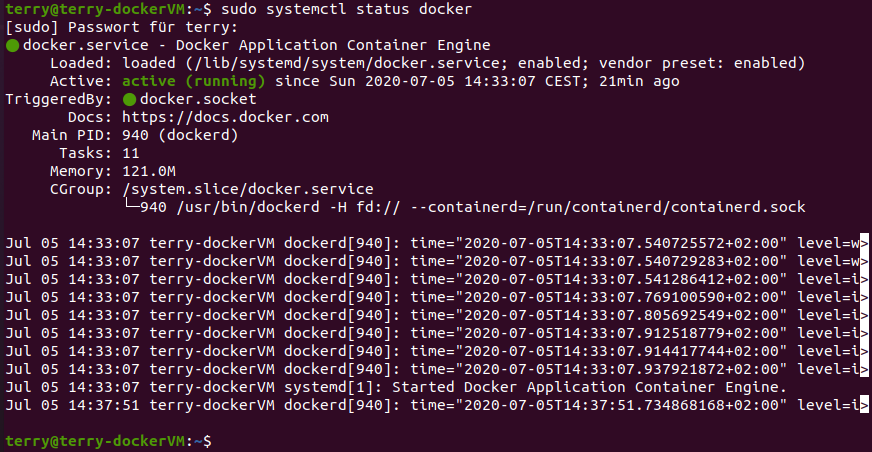 terry@terry-dockerVM:~$ sudo systemctl status docker
[sudo] Passwort für terry:
● docker.service - Docker Application Container Engine
     Loaded: loaded (/lib/systemd/system/docker.service; enabled; vendor preset: enabled)
     Active: active (running) since Sun 2020-07-05 14:33:07 CEST; 21min ago
TriggeredBy: ● docker.socket
       Docs: https://docs.docker.com
   Main PID: 940 (dockerd)
      Tasks: 11
     Memory: 121.0M
     CGroup: /system.slice/docker.service
             └─940 /usr/bin/dockerd -H fd:// --containerd=/run/containerd/containerd.sock
Jul 05 14:33:07 terry-dockerVM dockerd[940]: time="2020-07-05T14:33:07.540725572+02:00" level=w>
Jul 05 14:33:07 terry-dockerVM dockerd[940]: time="2020-07-05T14:33:07.540729283+02:00" level=w>
Jul 05 14:33:07 terry-dockerVM dockerd[940]: time="2020-07-05T14:33:07.541286412+02:00" level=i>
Jul 05 14:33:07 terry-dockerVM dockerd[940]: time="2020-07-05T14:33:07.769100590+02:00" level=i>
Jul 05 14:33:07 terry-dockerVM dockerd[940]: time="2020-07-05T14:33:07.805692549+02:00" level=i>
Jul 05 14:33:07 terry-dockerVM dockerd[940]: time="2020-07-05T14:33:07.912518779+02:00" level=i>
Jul 05 14:33:07 terry-dockerVM dockerd[940]: time="2020-07-05T14:33:07.914417744+02:00" level=i>
Jul 05 14:33:07 terry-dockerVM dockerd[940]: time="2020-07-05T14:33:07.937921872+02:00" level=i>
Jul 05 14:33:07 terry-dockerVM systemd[1]: Started Docker Application Container Engine.
Jul 05 14:37:51 terry-dockerVM dockerd[940]: time="2020-07-05T14:37:51.734868168+02:00" level=i>
terry@terry-dockerVM:~$